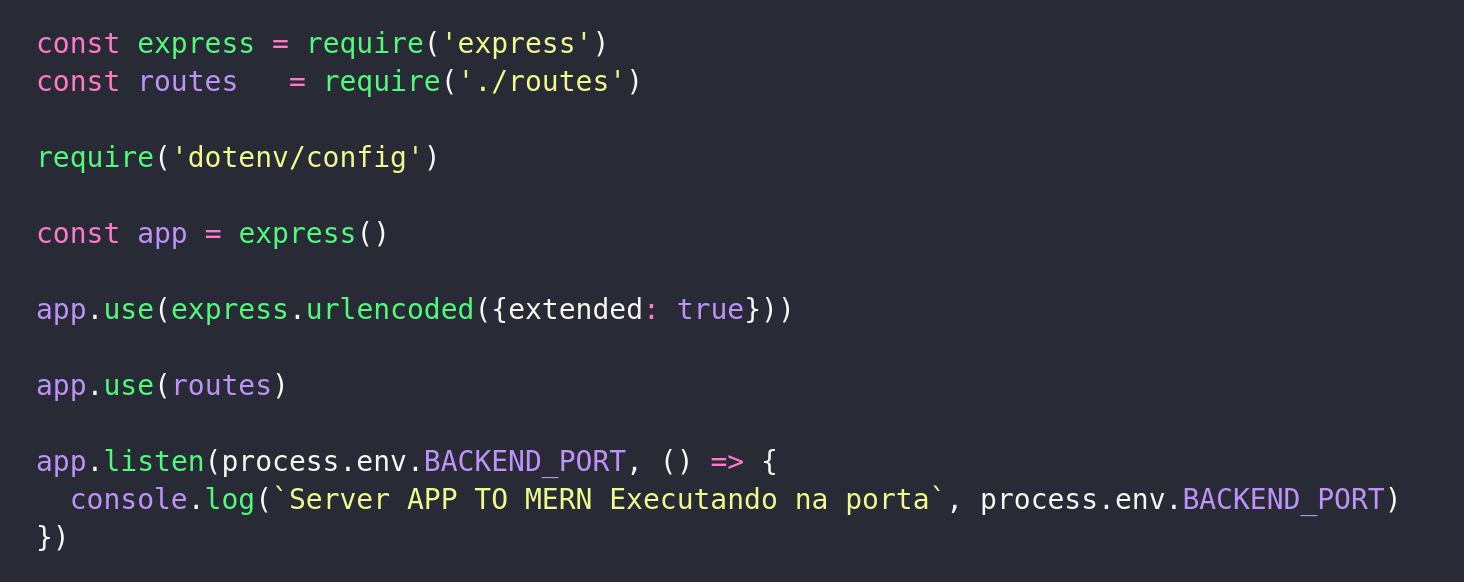 const express = require('express')
const routes   = require('./routes')

require('dotenv/config')

const app = express()

app.use(express.urlencoded({extended: true}))

app.use(routes)

app.listen(process.env.BACKEND_PORT, () => {
  console.log(`Server APP TO MERN Executando na porta`, process.env.BACKEND_PORT)
})